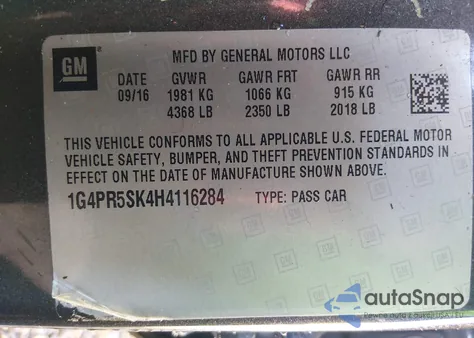 GM
MFD BY GENERAL MOTORS LLC
DATE GVWR GAWR FRT GAWR RR
09/16 1981 KG 1066 KG 915 KG
4368 LB 2350 LB 2018 LB
THIS VEHICLE CONFORMS TO ALL APPLICABLE U.S. FEDERAL MOTOR
VEHICLE SAFETY, BUMPER, AND THEFT PREVENTION STANDARDS IN
EFFECT ON THE DATE OF MANUFACTURE SHOWN ABOVE.
1G4PR5SK4H4116284 TYPE: PASS CAR
autaSnap